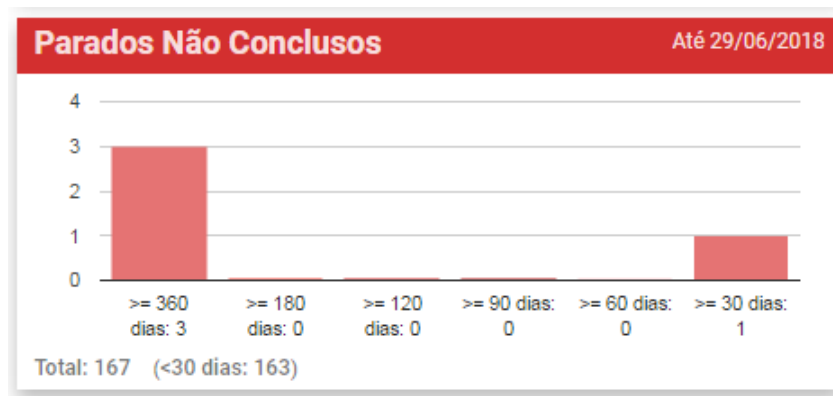 Parados Não Conclusos
Até 29/06/2018
4
3
2
1
0
>= 360 dias: 3
>= 180 dias: 0
>= 120 dias: 0
>= 90 dias: 0
>= 60 dias: 0
>= 30 dias: 1
Total: 167 (<30 dias: 163)